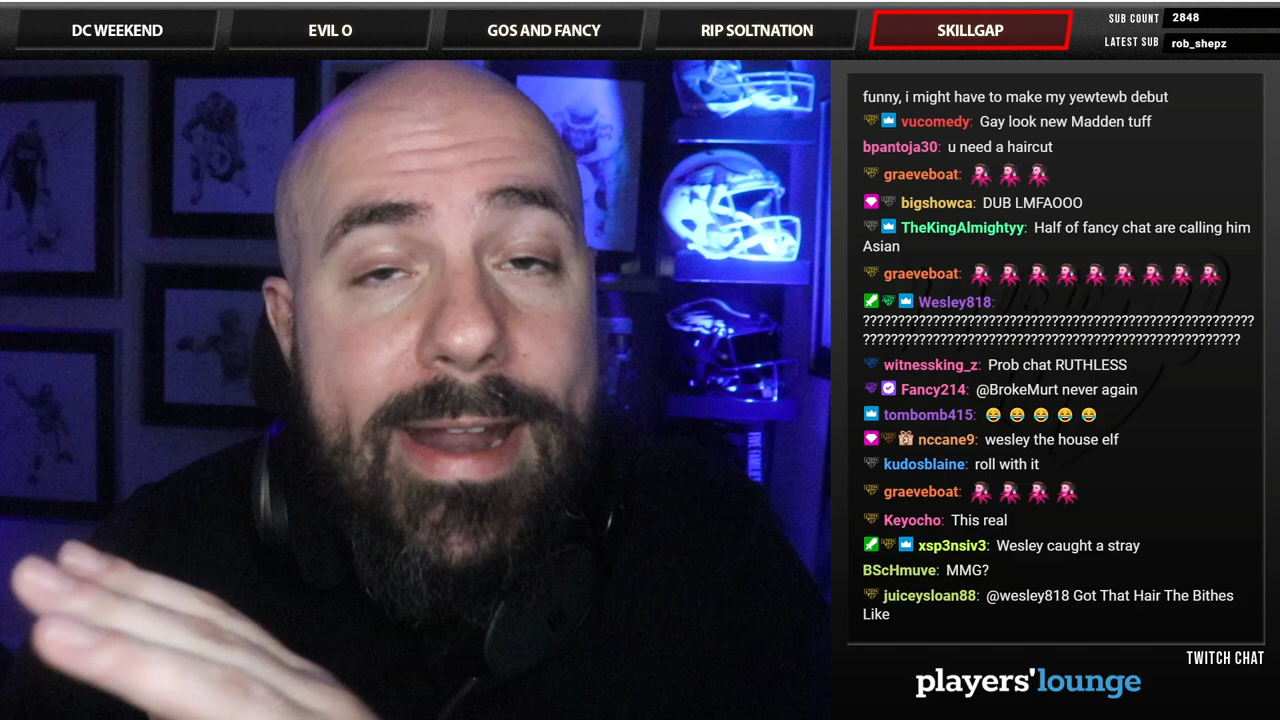 DC WEEKEND
EVIL O
GOS AND FANCY
RIP SOLTNATION
SKILLGAP
SUB COUNT 2848
LATEST SUB rob_shepz
funny, i might have to make my yewtewb debut
vucomedy: Gay look new Madden tuff
bpantoja30: u need a haircut
graeveboat:
bigshowca: DUB LMFAOOO
TheKingAlmightyy: Half of fancy chat are calling him
Asian
graeveboat:
Wesley818:
???????????????????????????????????????????????????????
?????????????????????????????????????????????????????
witnessking_z: Prob chat RUTHLESS
Fancy214: @BrokeMurt never again
tombomb415: 😂 😂 😂 😂 😂
nccane9: wesley the house elf
kudosblaine: roll with it
graeveboat:
Keyocho: This real
xsp3nsiv3: Wesley caught a stray
BScHmuve: MMG?
juiceysloan88: @wesley818 Got That Hair The Bithes
Like
TWITCH CHAT
players'lounge